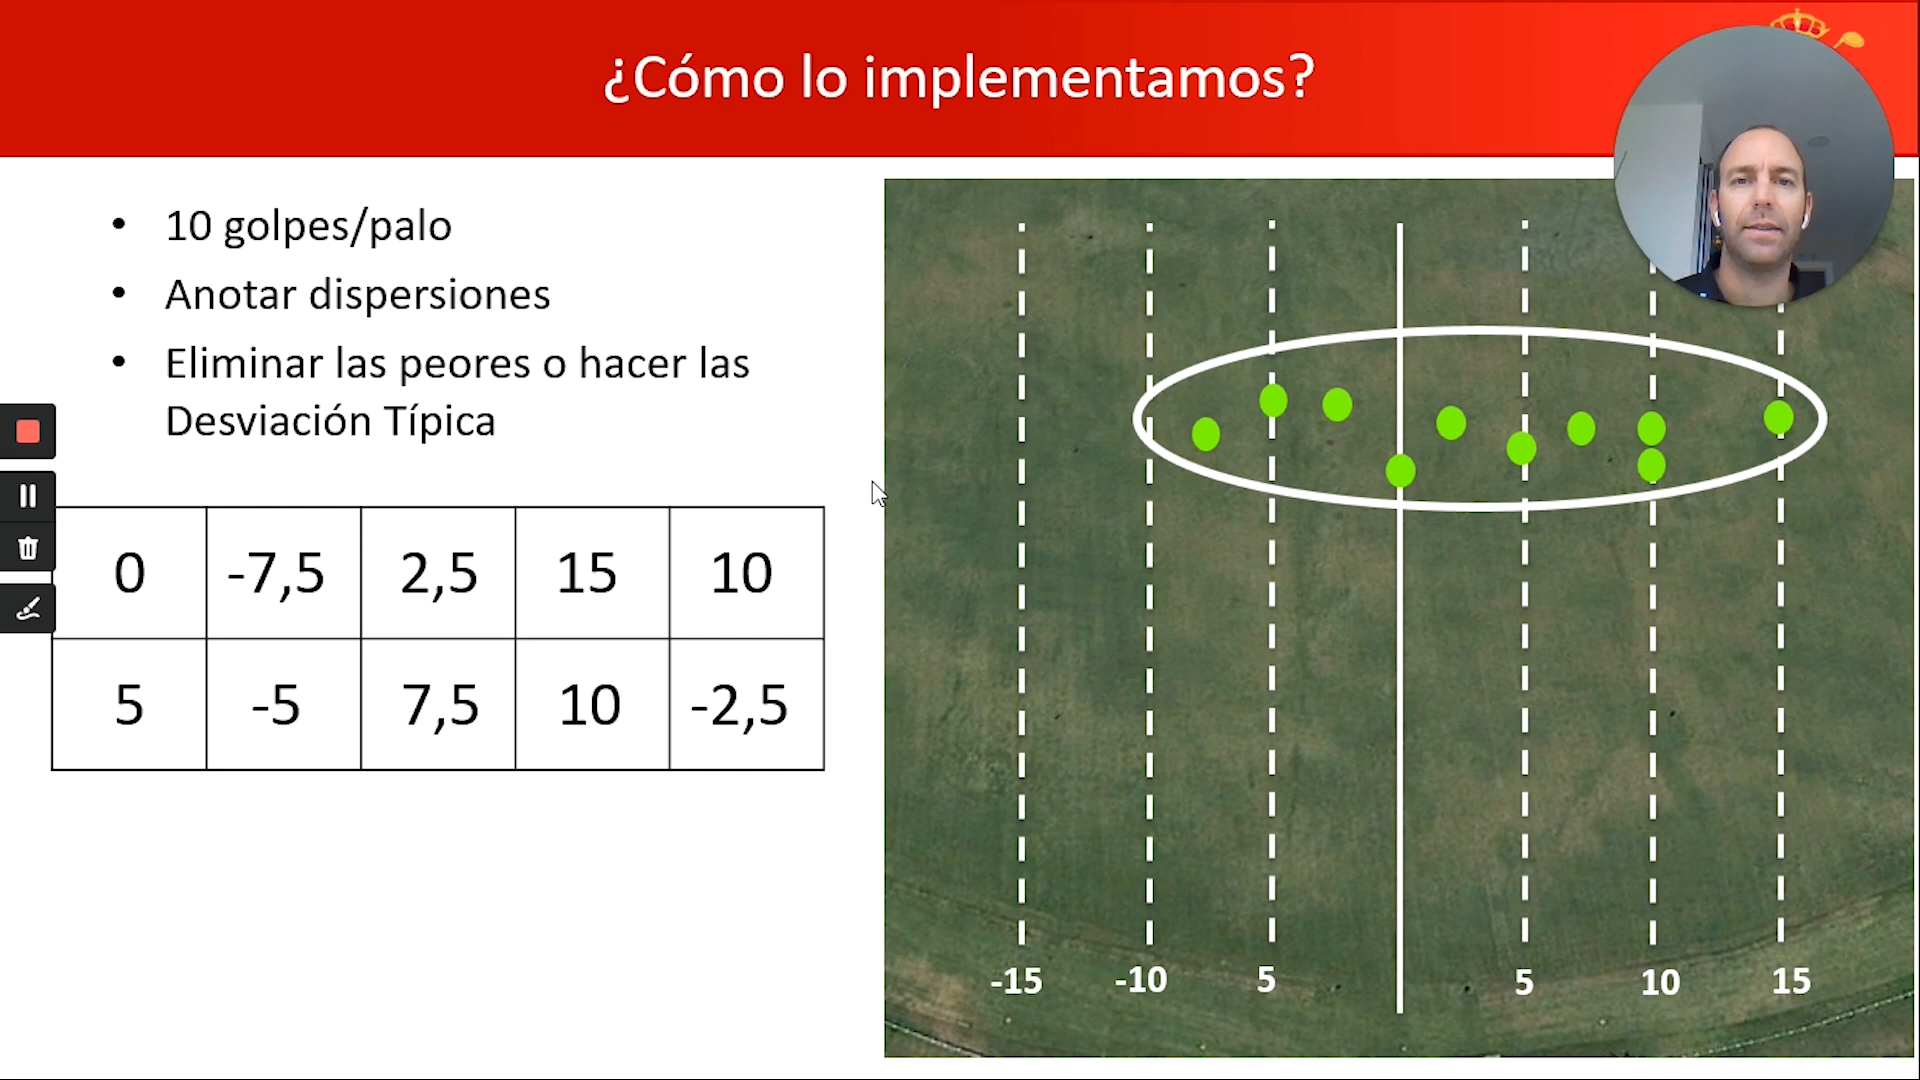 ¿Cómo lo implementamos?
• 10 golpes/palo
• Anotar dispersiones
• Eliminar las peores o hacer las
Desviación Típica
0 -7,5 2,5 15 10
5 -5 7,5 10 -2,5
-15 -10 5 5 10 15